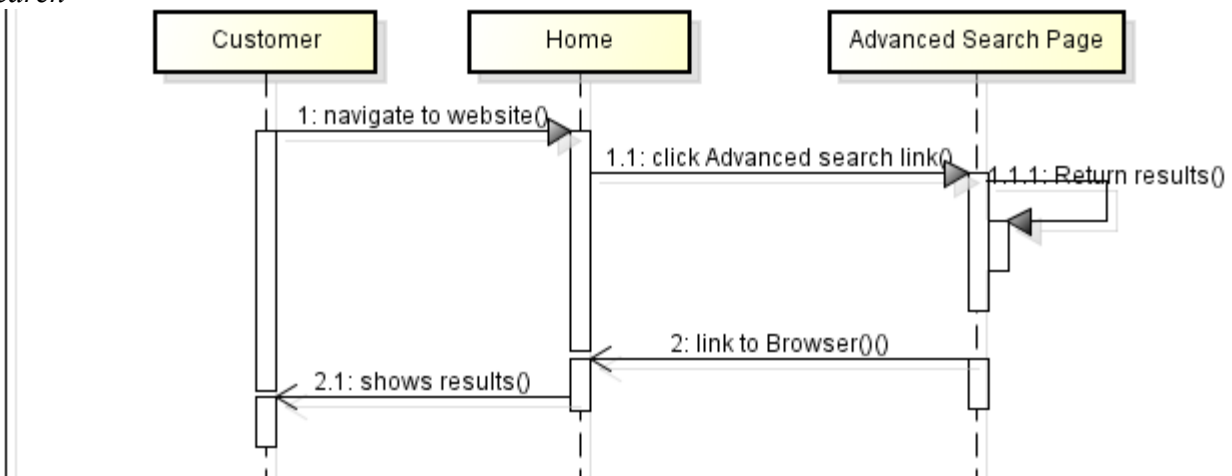 Customer
Home
Advanced Search Page
1: navigate to website()
1.1: click Advanced search link()
1.1.1: Return results()
2: link to Browser()()
2.1: shows results()